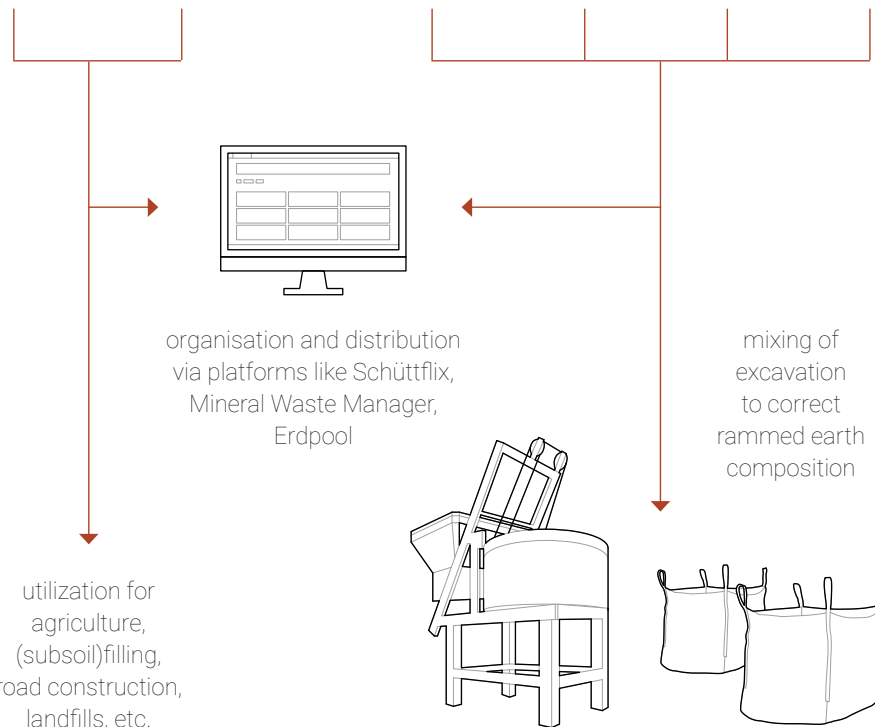 organisation and distribution
via platforms like Schüttflix,
Mineral Waste Manager,
Erdpool
mixing of
excavation
to correct
rammed earth
composition
utilization for
agriculture,
(subsoil)filling,
road construction,
landfills, etc.